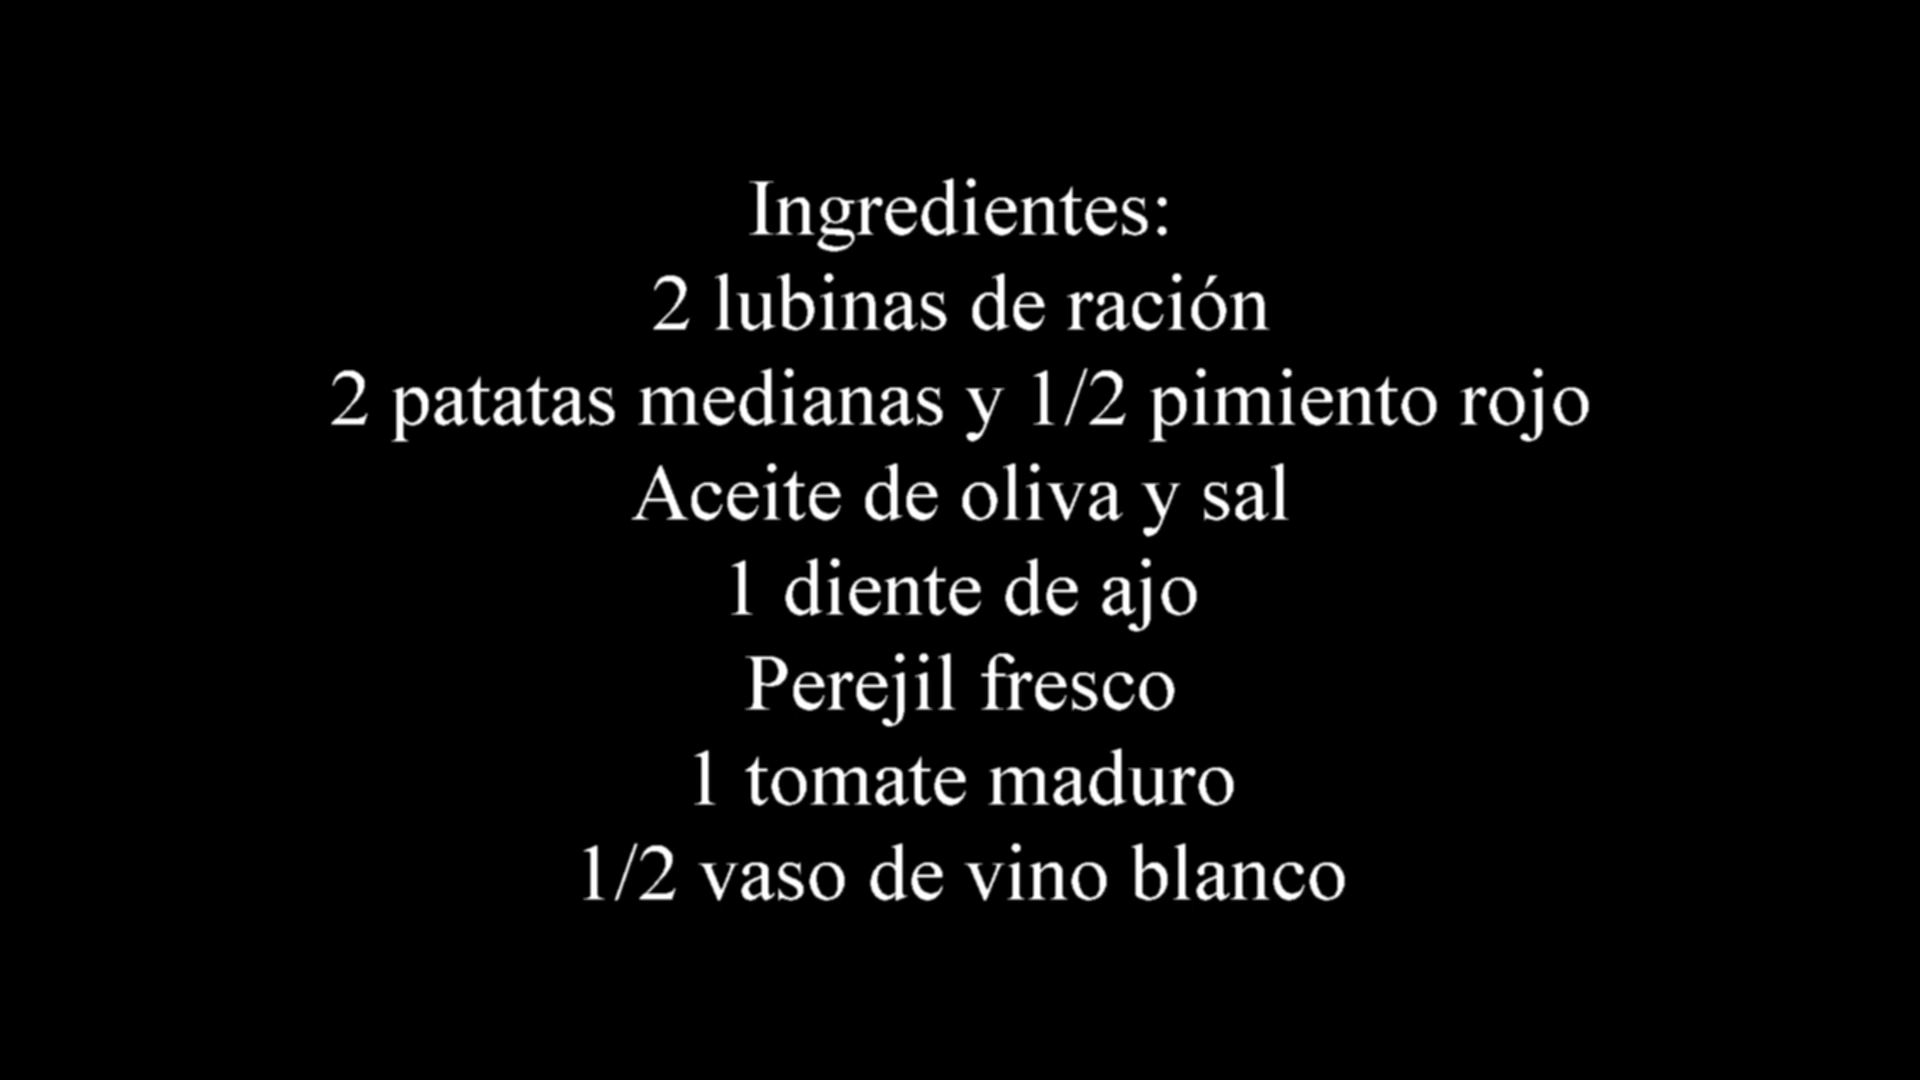 Ingredientes:
2 lubinas de ración
2 patatas medianas y 1/2 pimiento rojo
Aceite de oliva y sal
1 diente de ajo
Perejil fresco
1 tomate maduro
1/2 vaso de vino blanco